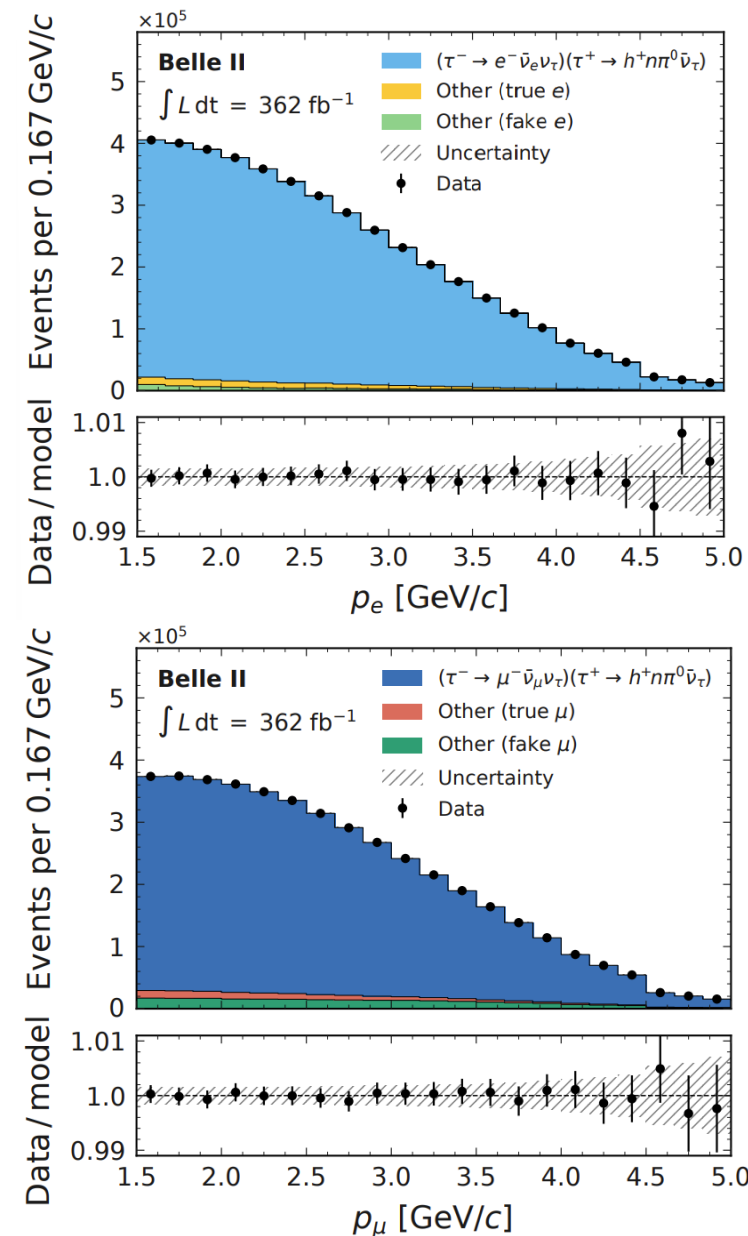 ×10⁵
Belle II
∫ L dt = 362 fb⁻¹
(τ⁻ → e⁻ν̄ₑν_τ)(τ⁺ → h⁺nπ⁰ν̄_τ)
Other (true e)
Other (fake e)
Uncertainty
Data
Events per 0.167 GeV/c
5
4
3
2
1
0
Data / model
1.01
1.0
0.99
1.5 2.0 2.5 3.0 3.5 4.0 4.5 5.0
pₑ [GeV/c]
×10⁵
Belle II
∫ L dt = 362 fb⁻¹
(τ⁻ → μ⁻ν̄_μν_τ)(τ⁺ → h⁺nπ⁰ν̄_τ)
Other (true μ)
Other (fake μ)
Uncertainty
Data
Events per 0.167 GeV/c
5
4
3
2
1
0
Data / model
1.01
1.0
0.99
1.5 2.0 2.5 3.0 3.5 4.0 4.5 5.0
p_μ [GeV/c]